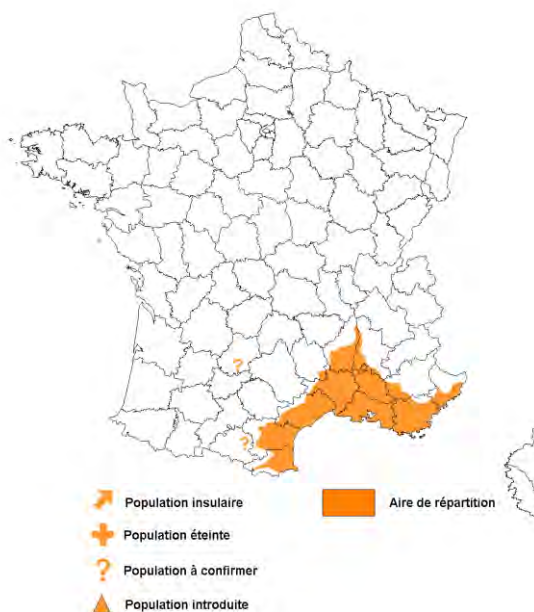 ?
?
Population insulaire
Aire de répartition
Population éteinte
? Population à confirmer
Population introduite